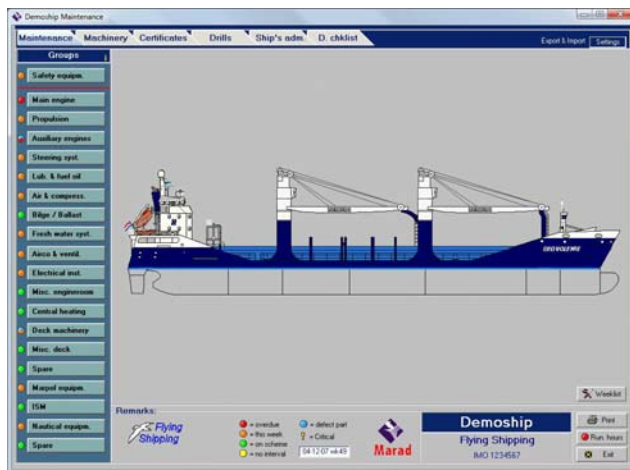 Demoship Maintenance
Maintenance Machinery Certificates Drills Ship's adm. D. chklist
Export & Import Settings
Groups
Safety equipm.
Main engine
Propulsion
Auxiliary engines
Steering syst.
Lub. & fuel oil
Air & compress.
Bilge / Ballast
Fresh water syst.
Airco & ventil.
Electrical inst.
Misc. engineroom
Central heating
Deck machinery
Misc. deck
Spare
Marpol equipm.
ISM
Nautical equipm.
Spare
Weeklist
Remarks:
Flying
Shipping
= overdue
= this week
= on scheme
= no interval
= defect part
= Critical
04-12-07 wk49
Marad
Demoship
Flying Shipping
IMO 1234567
Print
Run. hours
Exit